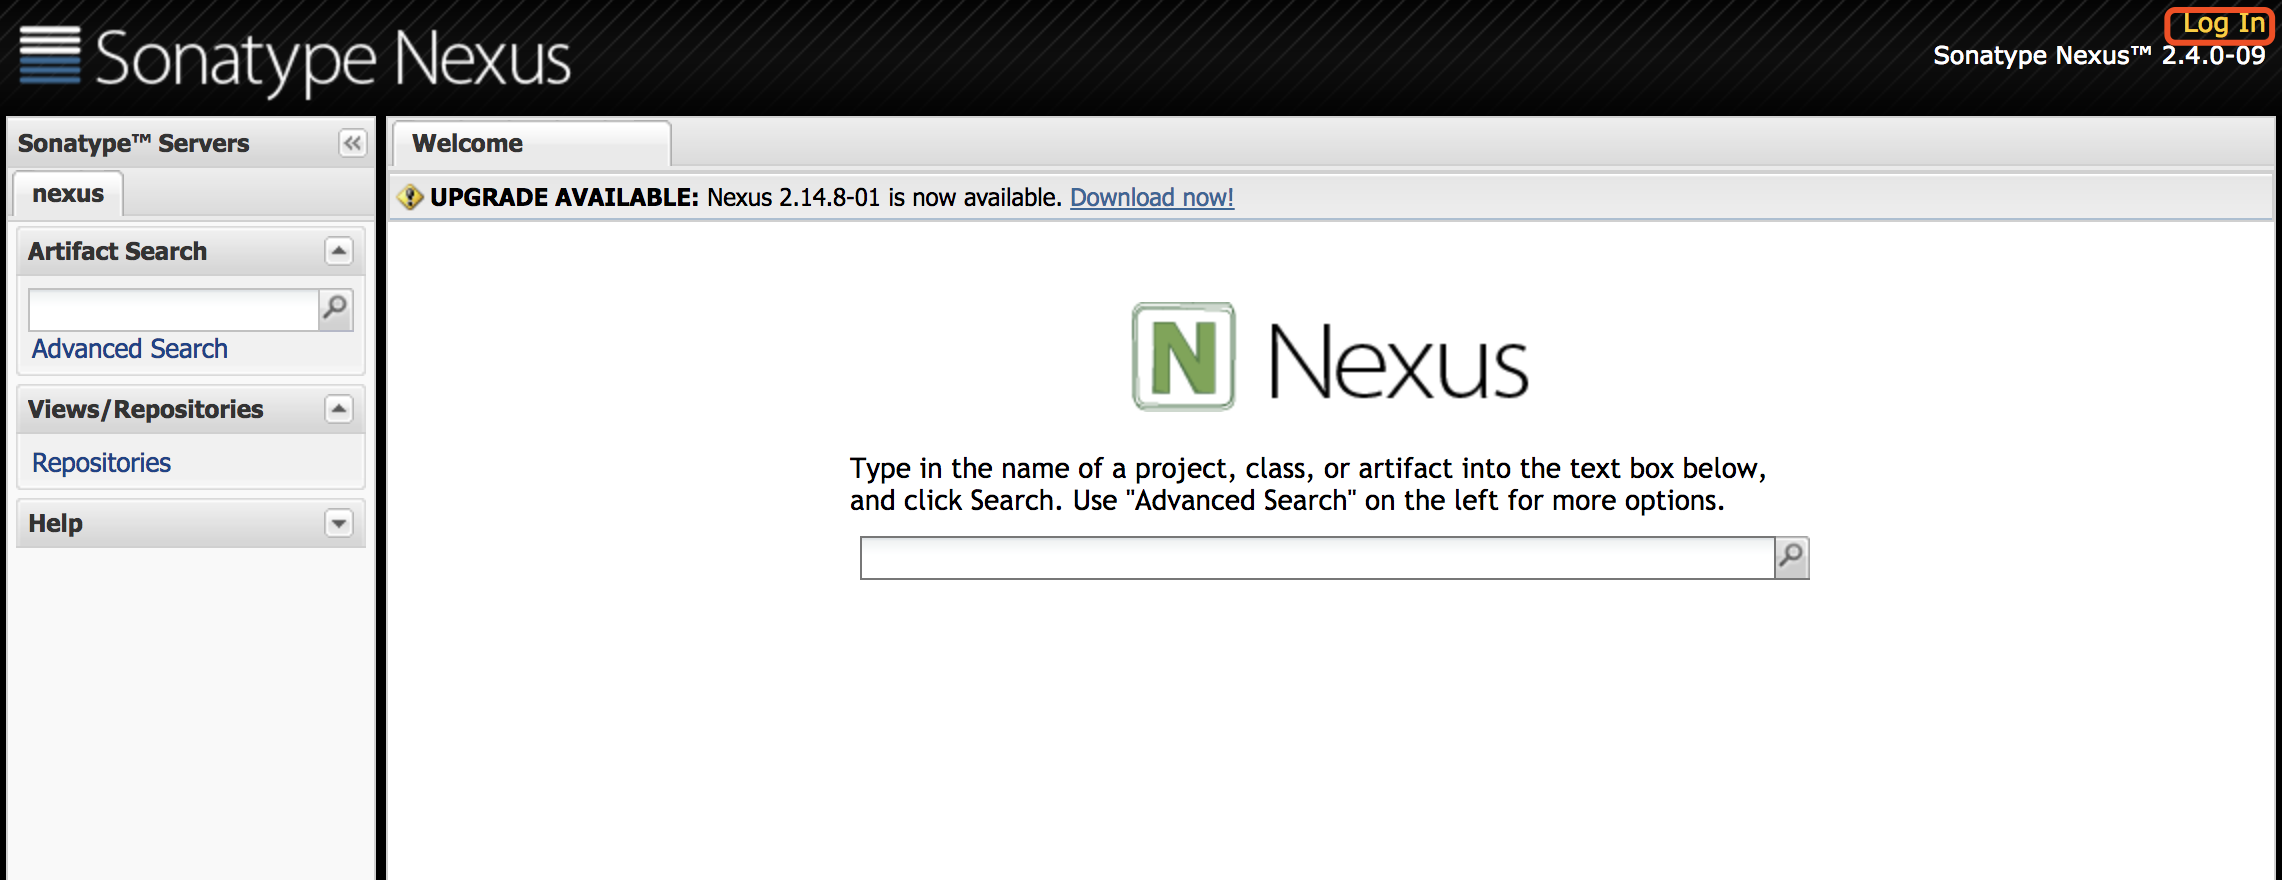 Sonatype Nexus
Log In
Sonatype Nexus™ 2.4.0-09
Sonatype™ Servers
nexus
Artifact Search
Advanced Search
Views/Repositories
Repositories
Help
Welcome
UPGRADE AVAILABLE: Nexus 2.14.8-01 is now available. Download now!
N Nexus
Type in the name of a project, class, or artifact into the text box below,
and click Search. Use "Advanced Search" on the left for more options.